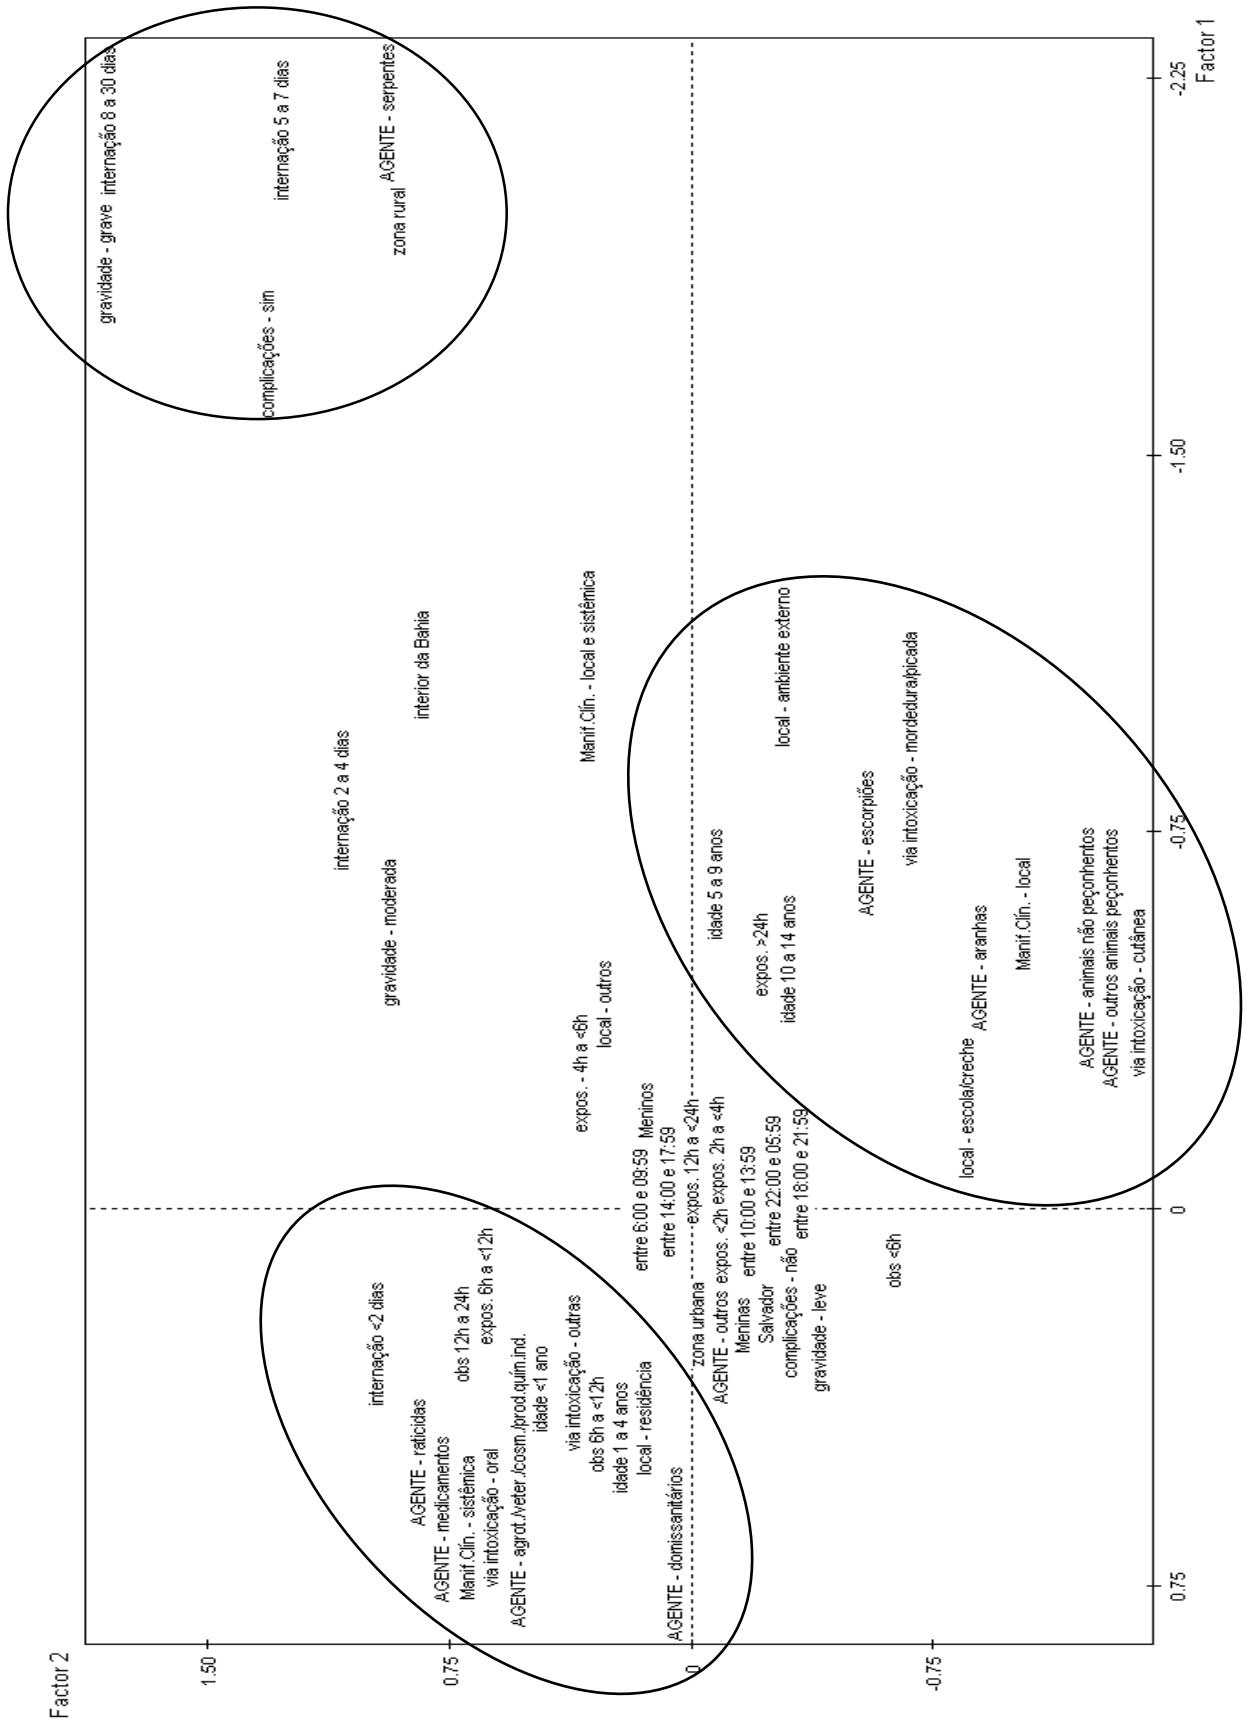 Factor 2
1.50
0.75
0
-0.75
gravidade - grave
internação 8 a 30 dias
complicações - sim
internação 5 a 7 dias
zona rural
AGENTE - serpentes
internação 2 a 4 dias
gravidade - moderada
interior da Bahia
Manif.Clín. - local e sistêmica
expos. - 4h a <6h
local - outros
internação <2 dias
AGENTE - raticidas
AGENTE - medicamentos
obs 12h a 24h
Manif.Clín. - sistêmica
expos. 6h a <12h
via intoxicação - oral
AGENTE - agrot./veter./cosm./prod.quím.ind.
idade <1 ano
via intoxicação - outras
obs 6h a <12h
idade 1 a 4 anos
local - residência
AGENTE - domissanitários
entre 6:00 e 09:59
Meninos
entre 14:00 e 17:59
zona urbana
expos. 12h a <24h
AGENTE - outros
expos. <2h
expos. 2h a <4h
Meninas
entre 10:00 e 13:59
Salvador
entre 22:00 e 05:59
complicações - não
entre 18:00 e 21:59
gravidade - leve
obs <6h
idade 5 a 9 anos
expos. >24h
idade 10 a 14 anos
local - ambiente externo
AGENTE - escorpiões
via intoxicação - mordedura/picada
local - escola/creche
AGENTE - aranhas
Manif.Clín. - local
AGENTE - animais não peçonhentos
AGENTE - outros animais peçonhentos
via intoxicação - cutânea
0.75
0
-0.75
-1.50
-2.25
Factor 1